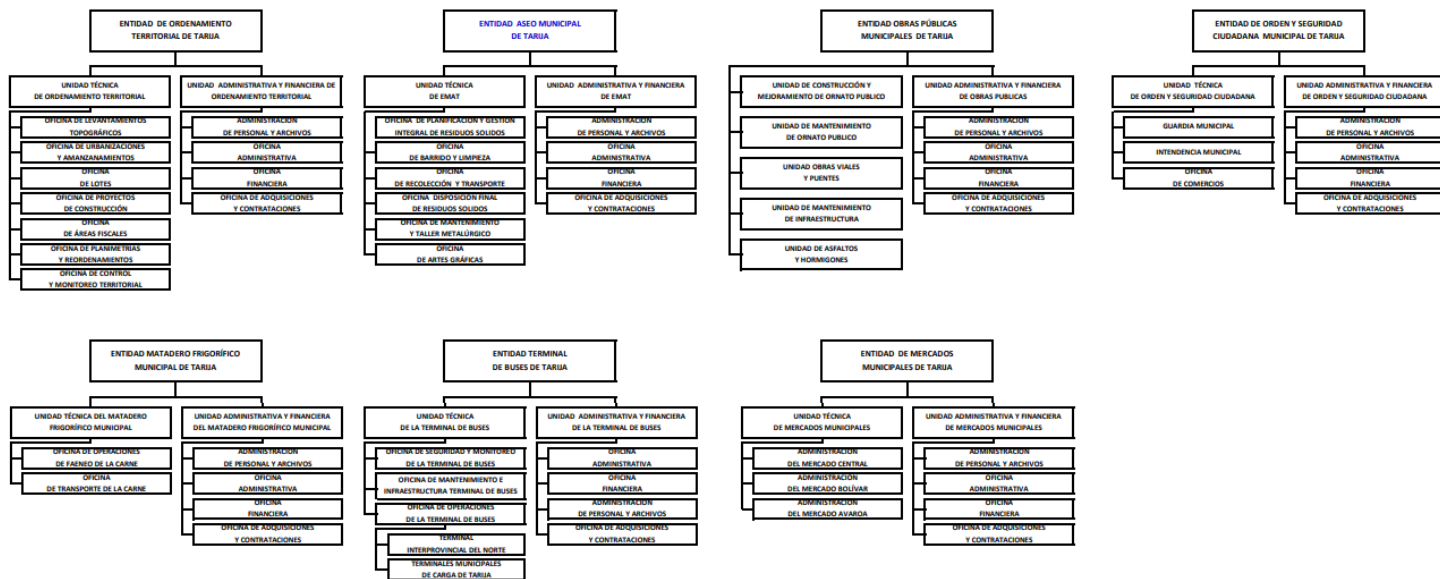 ENTIDAD DE ORDENAMIENTO
TERRITORIAL DE TARIJA
UNIDAD TÉCNICA
DE ORDENAMIENTO TERRITORIAL
OFICINA DE LEVANTAMIENTOS
TOPOGRÁFICOS
OFICINA DE URBANIZACIONES
Y AMANZANAMIENTOS
OFICINA
DE LOTES
OFICINA DE PROYECTOS
DE CONSTRUCCIÓN
OFICINA
DE ÁREAS FISCALES
OFICINA DE PLANIMETRIAS
Y REORDENAMIENTOS
OFICINA DE CONTROL
Y MONITOREO TERRITORIAL
UNIDAD ADMINISTRATIVA Y FINANCIERA DE
ORDENAMIENTO TERRITORIAL
ADMINISTRACIÓN
DE PERSONAL Y ARCHIVOS
OFICINA
ADMINISTRATIVA
OFICINA
FINANCIERA
OFICINA DE ADQUISICIONES
Y CONTRATACIONES
ENTIDAD ASEO MUNICIPAL
DE TARIJA
UNIDAD TÉCNICA
DE EMAT
OFICINA DE PLANIFICACIÓN Y GESTIÓN
INTEGRAL DE RESIDUOS SOLIDOS
OFICINA
DE BARRIDO Y LIMPIEZA
OFICINA
DE RECOLECCIÓN Y TRANSPORTE
OFICINA DISPOSICIÓN FINAL
DE RESIDUOS SOLIDOS
OFICINA DE MANTENIMIENTO
Y TALLER METALÚRGICO
OFICINA
DE ARTES GRÁFICAS
UNIDAD ADMINISTRATIVA Y FINANCIERA
DE EMAT
ADMINISTRACIÓN
DE PERSONAL Y ARCHIVOS
OFICINA
ADMINISTRATIVA
OFICINA
FINANCIERA
OFICINA DE ADQUISICIONES
Y CONTRATACIONES
ENTIDAD OBRAS PÚBLICAS
MUNICIPALES DE TARIJA
UNIDAD DE CONSTRUCCIÓN Y
MEJORAMIENTO DE ORNATO PUBLICO
UNIDAD DE MANTENIMIENTO
DE ORNATO PUBLICO
UNIDAD OBRAS VIALES
Y PUENTES
UNIDAD DE MANTENIMIENTO
DE INFRAESTRUCTURA
UNIDAD DE ASFALTOS
Y HORMIGONES
UNIDAD ADMINISTRATIVA Y FINANCIERA
DE OBRAS PUBLICAS
ADMINISTRACIÓN
DE PERSONAL Y ARCHIVOS
OFICINA
ADMINISTRATIVA
OFICINA
FINANCIERA
OFICINA DE ADQUISICIONES
Y CONTRATACIONES
ENTIDAD DE ORDEN Y SEGURIDAD
CIUDADANA MUNICIPAL DE TARIJA
UNIDAD TÉCNICA
DE ORDEN Y SEGURIDAD CIUDADANA
GUARDIA MUNICIPAL
INTENDENCIA MUNICIPAL
OFICINA
DE COMERCIOS
UNIDAD ADMINISTRATIVA Y FINANCIERA
DE ORDEN Y SEGURIDAD CIUDADANA
ADMINISTRACIÓN
DE PERSONAL Y ARCHIVOS
OFICINA
ADMINISTRATIVA
OFICINA
FINANCIERA
OFICINA DE ADQUISICIONES
Y CONTRATACIONES
ENTIDAD MATADERO FRIGORÍFICO
MUNICIPAL DE TARIJA
UNIDAD TÉCNICA DEL MATADERO
FRIGORÍFICO MUNICIPAL
OFICINA DE OPERACIONES
DE FAENEO DE LA CARNE
OFICINA
DE TRANSPORTE DE LA CARNE
UNIDAD ADMINISTRATIVA Y FINANCIERA
DEL MATADERO FRIGORÍFICO MUNICIPAL
ADMINISTRACIÓN
DE PERSONAL Y ARCHIVOS
OFICINA
ADMINISTRATIVA
OFICINA
FINANCIERA
OFICINA DE ADQUISICIONES
Y CONTRATACIONES
ENTIDAD TERMINAL
DE BUSES DE TARIJA
UNIDAD TÉCNICA
DE LA TERMINAL DE BUSES
OFICINA DE SEGURIDAD Y MONITOREO
DE LA TERMINAL DE BUSES
OFICINA DE MANTENIMIENTO E
INFRAESTRUCTURA TERMINAL DE BUSES
OFICINA DE OPERACIONES
DE LA TERMINAL DE BUSES
TERMINAL
INTERPROVINCIAL DEL NORTE
TERMINALES MUNICIPALES
DE CARGA DE TARIJA
UNIDAD ADMINISTRATIVA Y FINANCIERA
DE LA TERMINAL DE BUSES
OFICINA
ADMINISTRATIVA
OFICINA
FINANCIERA
ADMINISTRACIÓN
DE PERSONAL Y ARCHIVOS
OFICINA DE ADQUISICIONES
Y CONTRATACIONES
ENTIDAD DE MERCADOS
MUNICIPALES DE TARIJA
UNIDAD TÉCNICA
DE MERCADOS MUNICIPALES
ADMINISTRACIÓN
DEL MERCADO CENTRAL
ADMINISTRACIÓN
DEL MERCADO BOLÍVAR
ADMINISTRACIÓN
DEL MERCADO AVAROA
UNIDAD ADMINISTRATIVA Y FINANCIERA
DE MERCADOS MUNICIPALES
ADMINISTRACIÓN
DE PERSONAL Y ARCHIVOS
OFICINA
ADMINISTRATIVA
OFICINA
FINANCIERA
OFICINA DE ADQUISICIONES
Y CONTRATACIONES